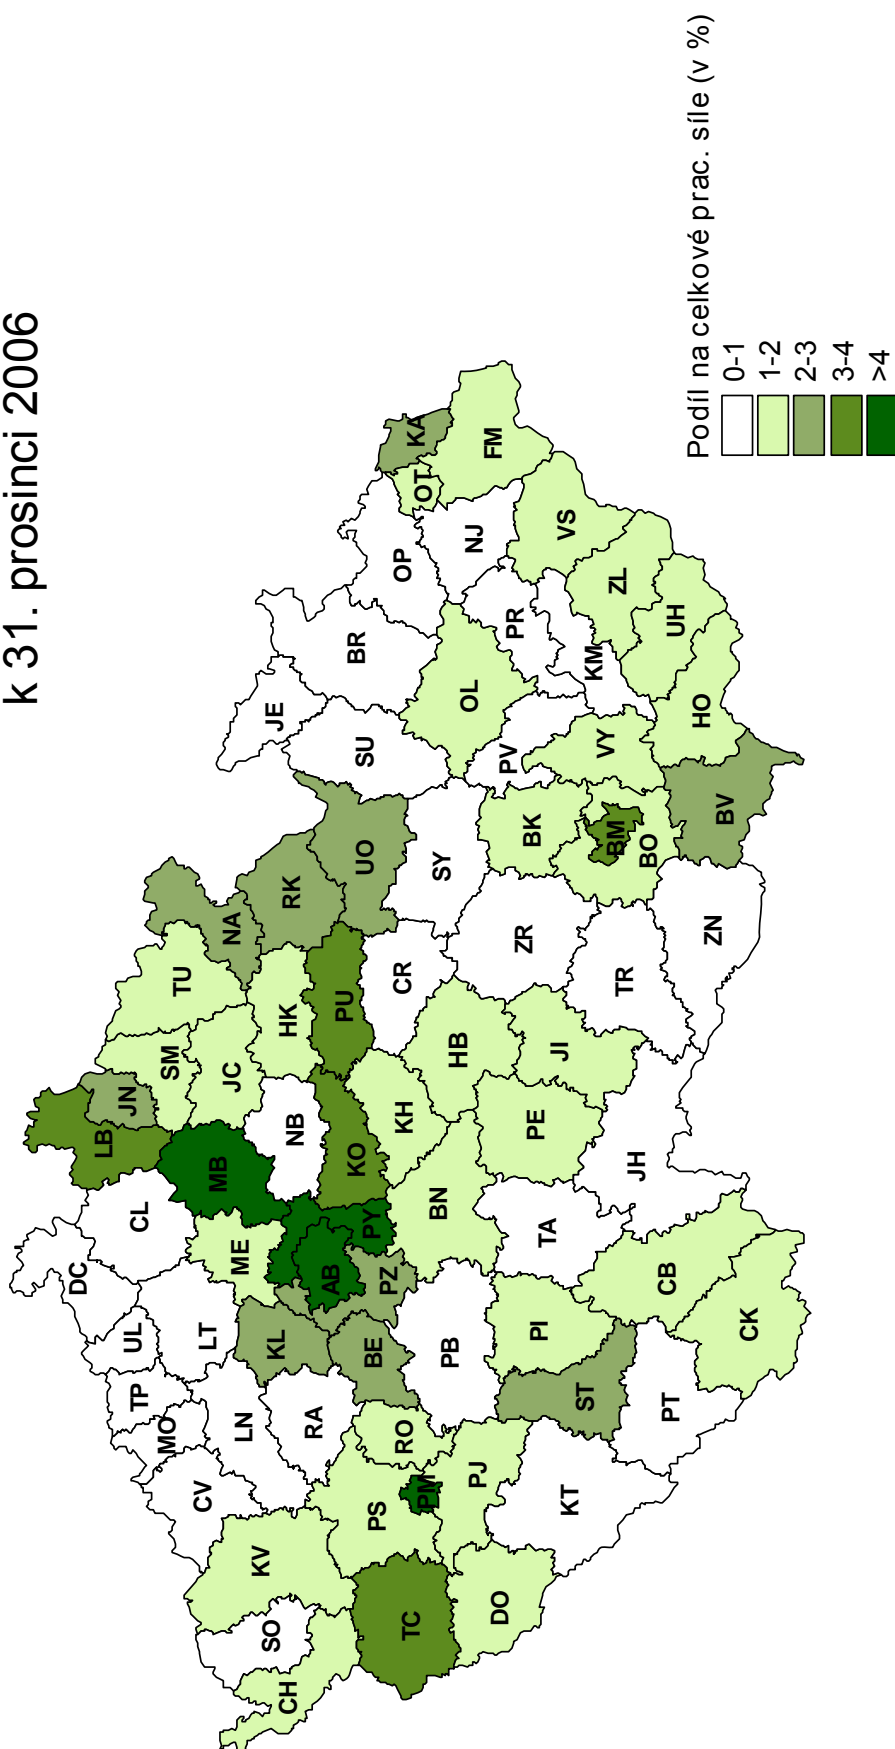 k 31. prosinci 2006
DC
LB
JN
UL
CL
TP
SM
TU
MO
LT
MB
JC
NA
CV
LN
ME
KV
KL
NB
HK
RK
JE
SO
RA
AB
CH
PY
KO
PU
UO
SU
BR
PS
BE
PZ
KH
CR
OP
KA
RO
OT
TC
PM
BN
HB
SY
OL
NJ
FM
PJ
PB
DO
PI
TA
PE
JI
ZR
BK
PV
PR
VS
KT
ST
BM
VY
KM
ZL
PT
CB
JH
TR
BO
UH
CK
ZN
BV
HO
Podíl na celkové prac. síle (v %)
0-1
1-2
2-3
3-4
>4